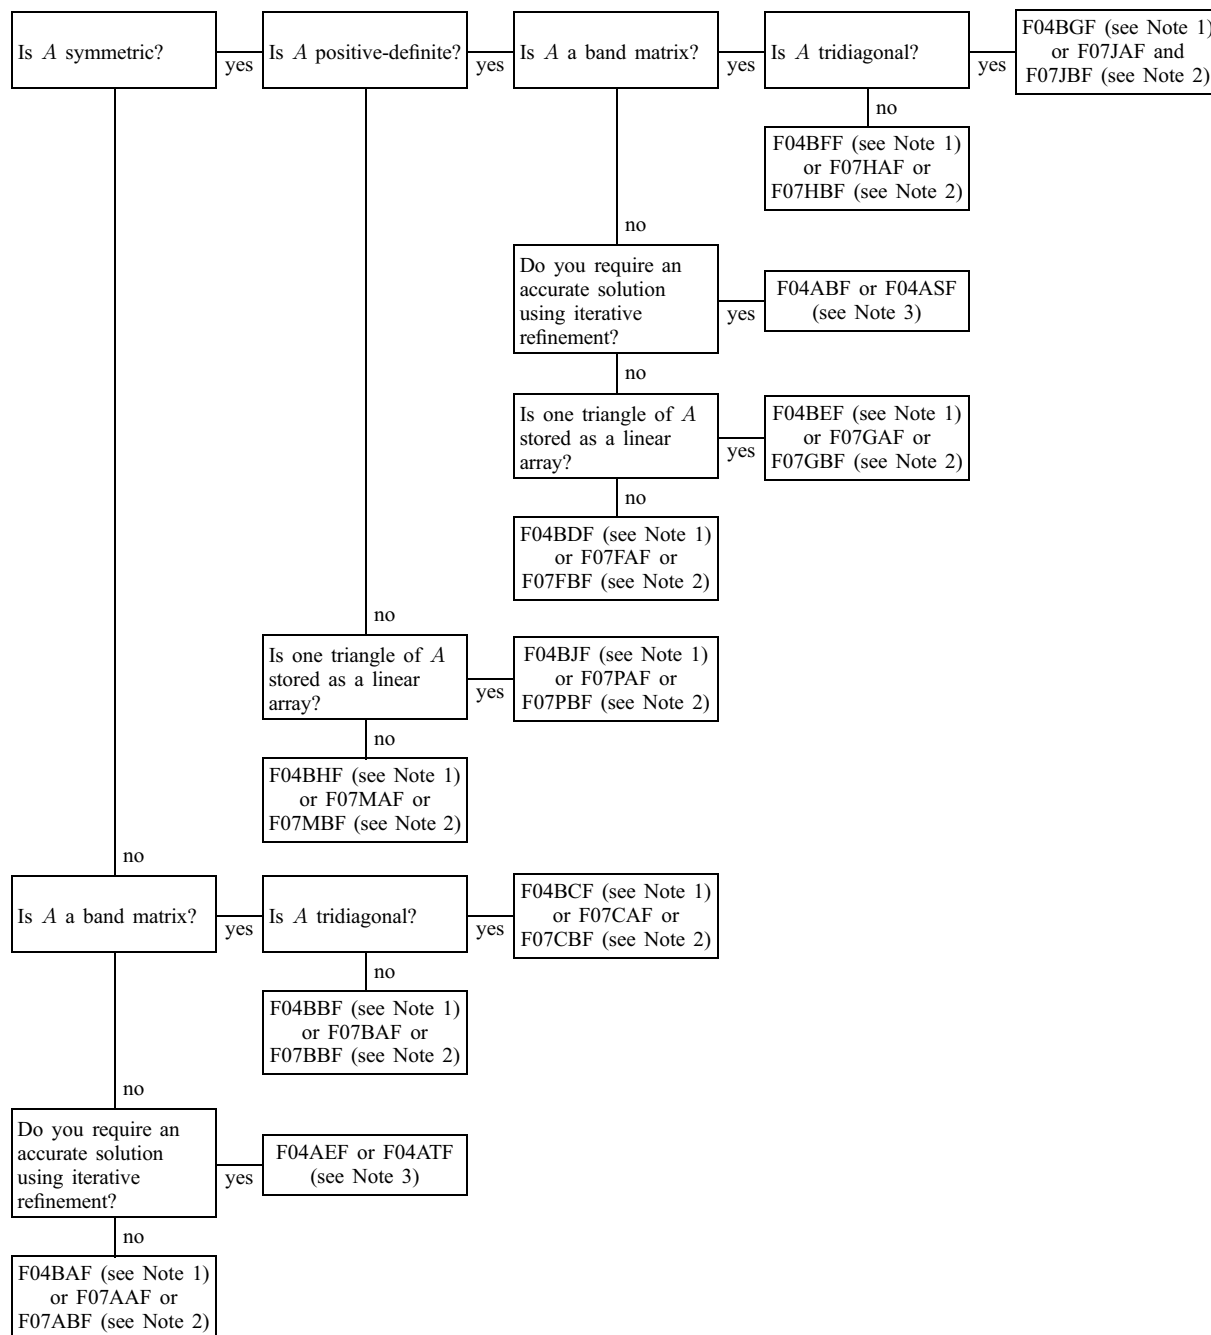 Is A symmetric?
yes
Is A positive-definite?
yes
Is A a band matrix?
yes
Is A tridiagonal?
yes
F04BGF (see Note 1)
or F07JAF and
F07JBF (see Note 2)
no
F04BFF (see Note 1)
or F07HAF or
F07HBF (see Note 2)
no
Do you require an
accurate solution
using iterative
refinement?
yes
F04ABF or F04ASF
(see Note 3)
no
Is one triangle of A
stored as a linear
array?
yes
F04BEF (see Note 1)
or F07GAF or
F07GBF (see Note 2)
no
F04BDF (see Note 1)
or F07FAF or
F07FBF (see Note 2)
no
Is one triangle of A
stored as a linear
array?
yes
F04BJF (see Note 1)
or F07PAF or
F07PBF (see Note 2)
no
F04BHF (see Note 1)
or F07MAF or
F07MBF (see Note 2)
no
Is A a band matrix?
yes
Is A tridiagonal?
yes
F04BCF (see Note 1)
or F07CAF or
F07CBF (see Note 2)
no
F04BBF (see Note 1)
or F07BAF or
F07BBF (see Note 2)
no
Do you require an
accurate solution
using iterative
refinement?
yes
F04AEF or F04ATF
(see Note 3)
no
F04BAF (see Note 1)
or F07AAF or
F07ABF (see Note 2)